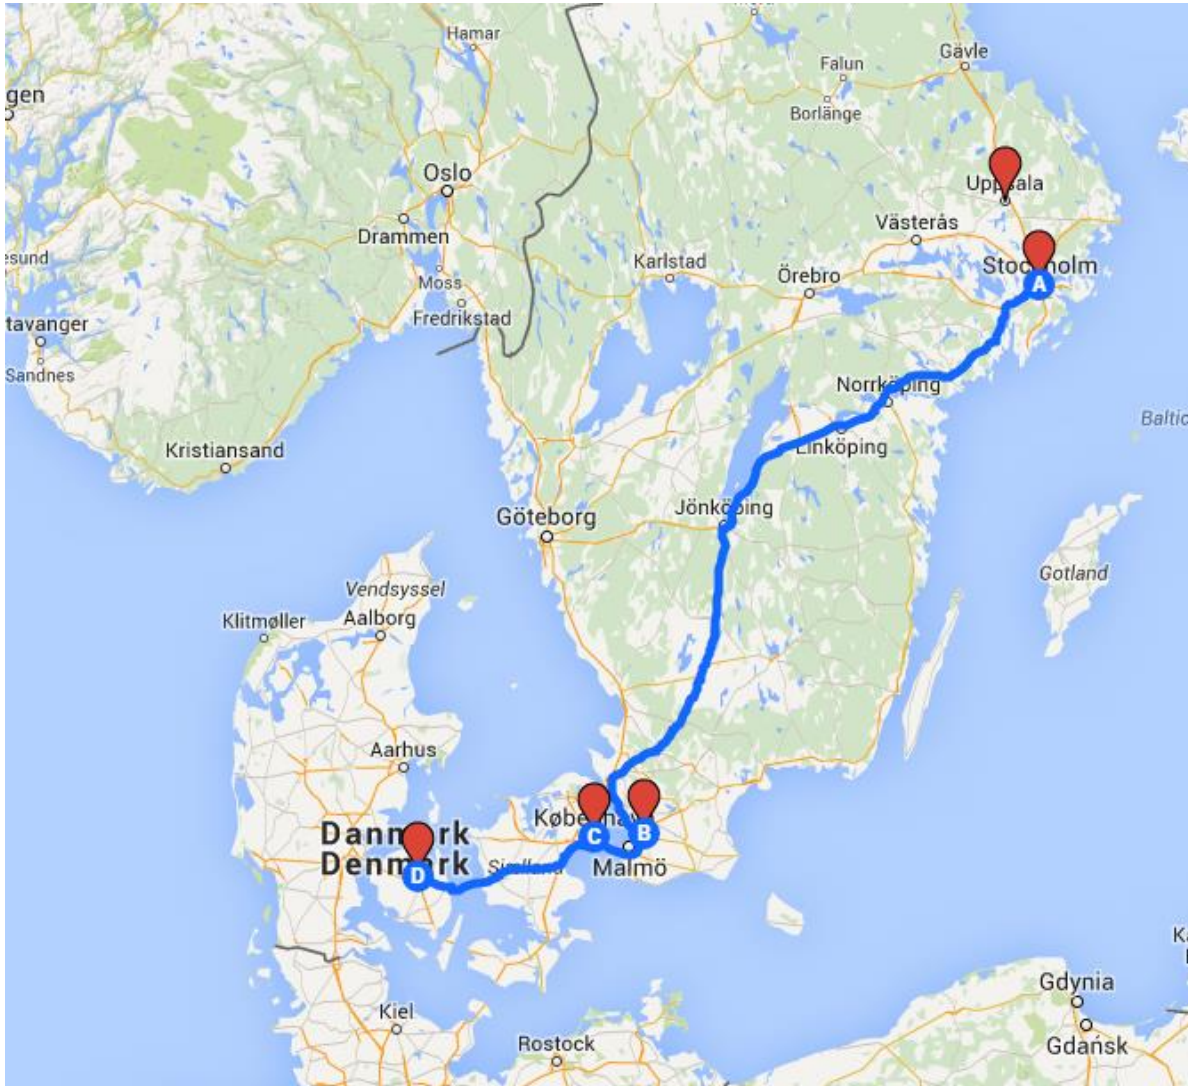 Hamar
Gävle
Falun
gen
Borlänge
Oslo
Uppsala
Västerås
Drammen
esund
Karlstad
Stockholm
Örebro
Moss
A
Fredrikstad
tavanger
Sandnes
Norrköping
Baltic
Linköping
Kristiansand
Jönköping
Göteborg
Gotland
Vendsyssel
Klitmøller
Aalborg
Aarhus
København
Danmark
Denmark
C
B
Sjælland
Malmö
D
Gdynia
Kiel
Rostock
Gdańsk